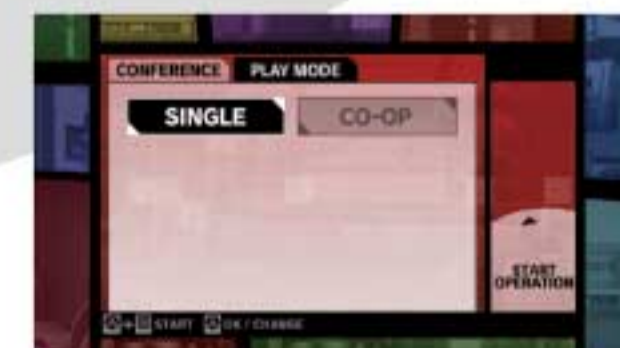 CONFERENCE PLAY MODE
SINGLE CO-OP
START
OPERATION
+ START OK / CHANGE